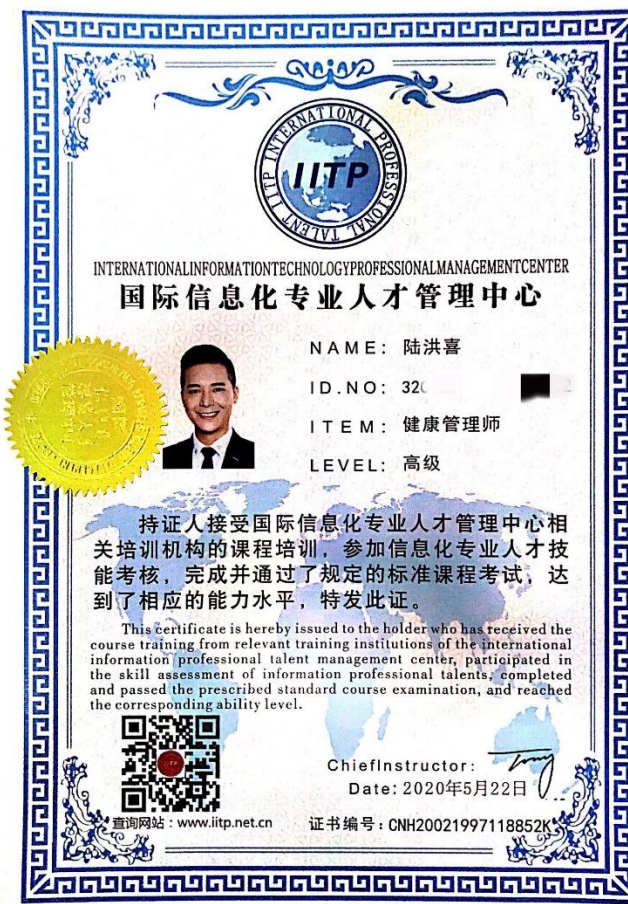 INTERNATIONAL PROFESSIONAL TALENT IITP
IITP
INTERNATIONALINFORMATIONTECHNOLOGYPROFESSIONALMANAGEMENTCENTER
国际信息化专业人才管理中心
NAME: 陆洪喜
ID.NO: 32
ITEM: 健康管理师
LEVEL: 高级
持证人接受国际信息化专业人才管理中心相
关培训机构的课程培训，参加信息化专业人才技
能考核，完成并通过了规定的标准课程考试，达
到了相应的能力水平，特发此证。
This certificate is hereby issued to the holder who has received the
course training from relevant training institutions of the international
information professional talent management center, participated in
the skill assessment of information professional talents, completed
and passed the prescribed standard course examination, and reached
the corresponding ability level.
IITP
ChiefInstructor: Tony
Date: 2020年5月22日
查询网站：www.iitp.net.cn
证书编号：CNH20021997118852K